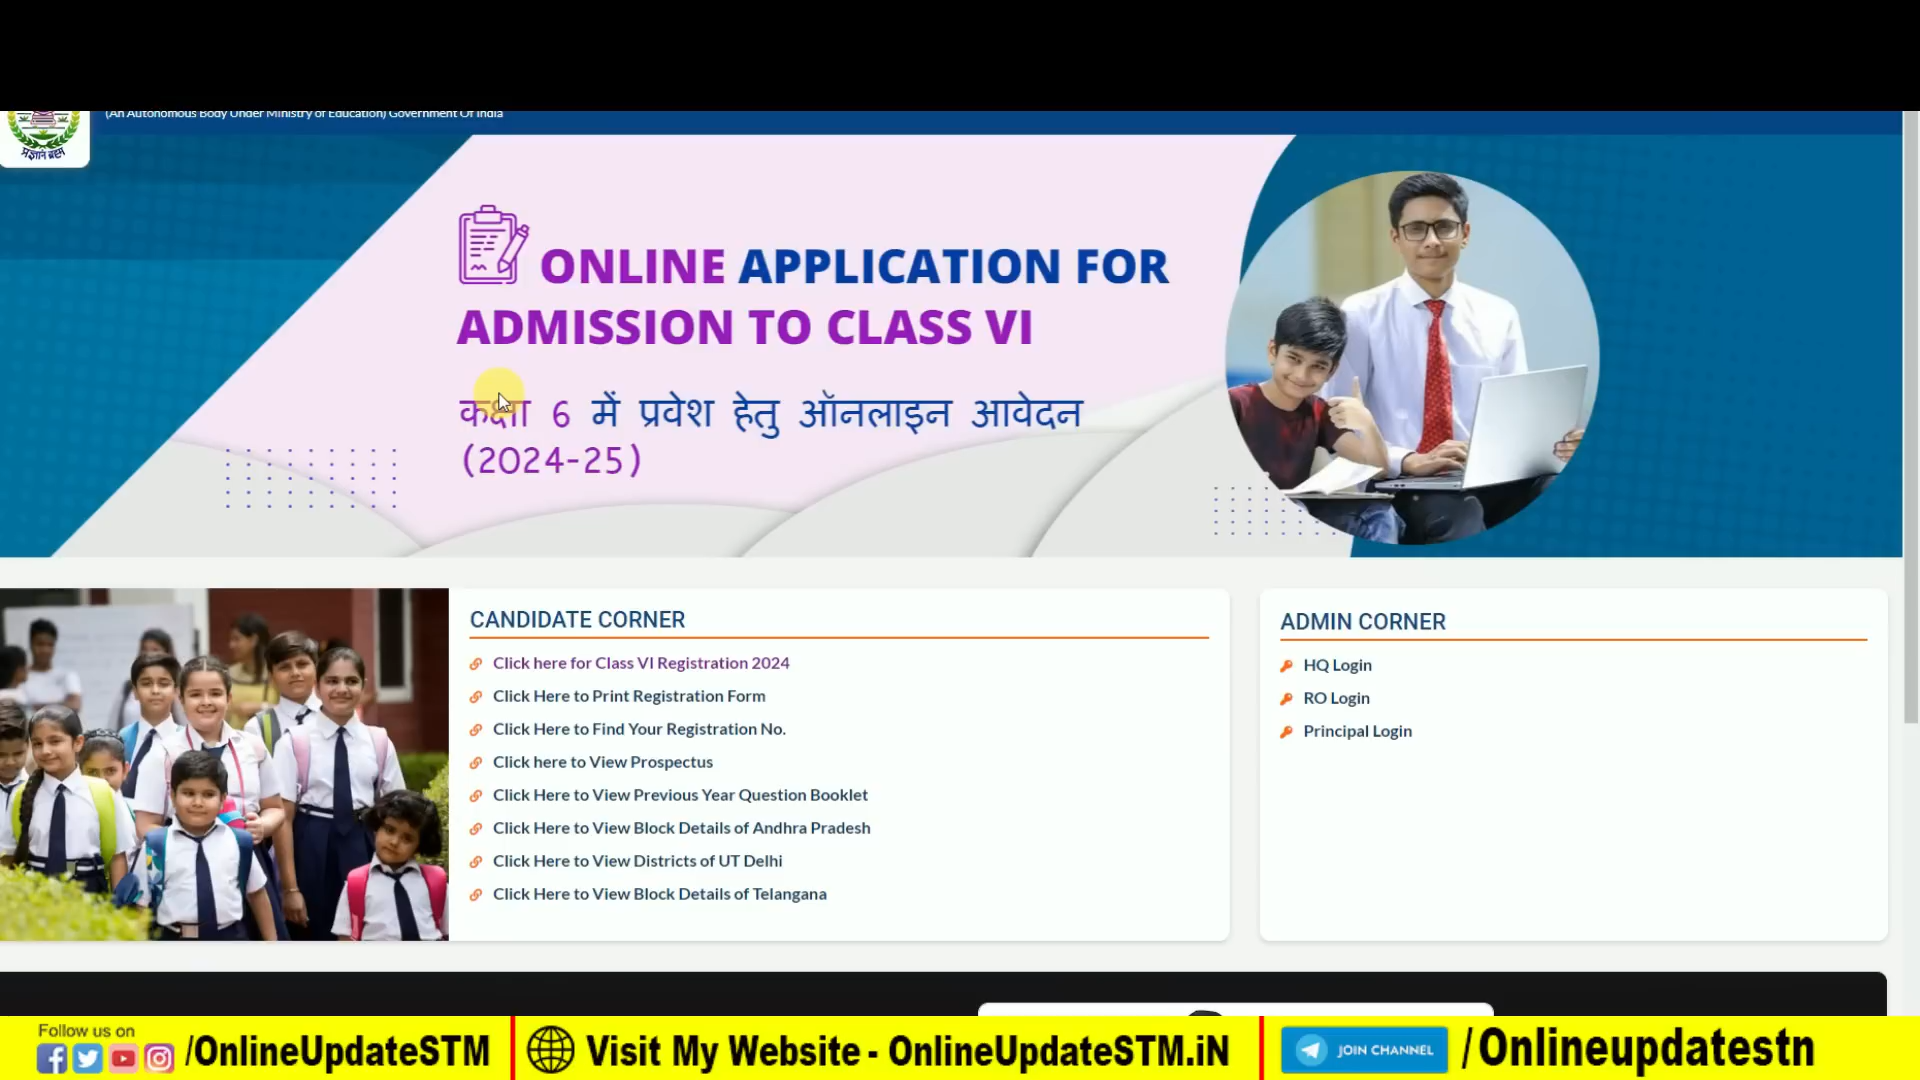 (An Autonomous Body Under Ministry of Education) Government Of India
प्रज्ञानं ब्रह्म
ONLINE APPLICATION FOR
ADMISSION TO CLASS VI
कक्षा 6 में प्रवेश हेतु ऑनलाइन आवेदन
(2024-25)
CANDIDATE CORNER
Click here for Class VI Registration 2024
Click Here to Print Registration Form
Click Here to Find Your Registration No.
Click here to View Prospectus
Click Here to View Previous Year Question Booklet
Click Here to View Block Details of Andhra Pradesh
Click Here to View Districts of UT Delhi
Click Here to View Block Details of Telangana
ADMIN CORNER
HQ Login
RO Login
Principal Login
Follow us on
/OnlineUpdateSTM
Visit My Website - OnlineUpdateSTM.iN
JOIN CHANNEL
/Onlineupdatestn